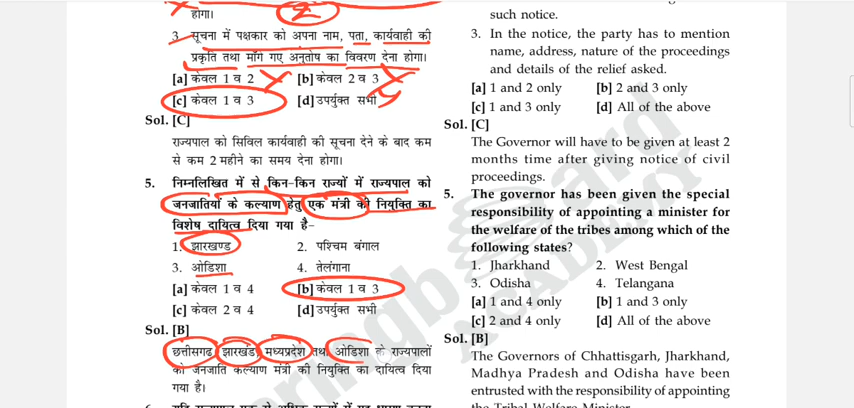 होगा।
2
3. सूचना में पक्षकार को अपना नाम, पता, कार्यवाही की
प्रकृति तथा माँगे गए अनुतोष का विवरण देना होगा।
[a] केवल 1 व 2 [b] केवल 2 व 3
[c] केवल 1 व 3 [d] उपर्युक्त सभी
Sol. [C]
राज्यपाल को सिविल कार्यवाही की सूचना देने के बाद कम
से कम 2 महीने का समय देना होगा।
5. निम्नलिखित में से किन-किन राज्यों में राज्यपाल को
जनजातियों के कल्याण हेतु एक मंत्री की नियुक्ति का
विशेष दायित्व दिया गया है–
1. झारखण्ड 2. पश्चिम बंगाल
3. ओडिशा 4. तेलंगाना
[a] केवल 1 व 4 [b] केवल 1 व 3
[c] केवल 2 व 4 [d] उपर्युक्त सभी
Sol. [B]
छत्तीसगढ़ झारखंड मध्यप्रदेश तथा ओडिशा के राज्यपालों
को जनजाति कल्याण मंत्री की नियुक्ति का दायित्व दिया
गया है।
such notice.
3. In the notice, the party has to mention
name, address, nature of the proceedings
and details of the relief asked.
[a] 1 and 2 only [b] 2 and 3 only
[c] 1 and 3 only [d] All of the above
Sol. [C]
The Governor will have to be given at least 2
months time after giving notice of civil
proceedings.
5. The governor has been given the special
responsibility of appointing a minister for
the welfare of the tribes among which of the
following states?
1. Jharkhand 2. West Bengal
3. Odisha 4. Telangana
[a] 1 and 4 only [b] 1 and 3 only
[c] 2 and 4 only [d] All of the above
Sol. [B]
The Governors of Chhattisgarh, Jharkhand,
Madhya Pradesh and Odisha have been
entrusted with the responsibility of appointing
the Tribal Welfare Minister.
ACADEMY